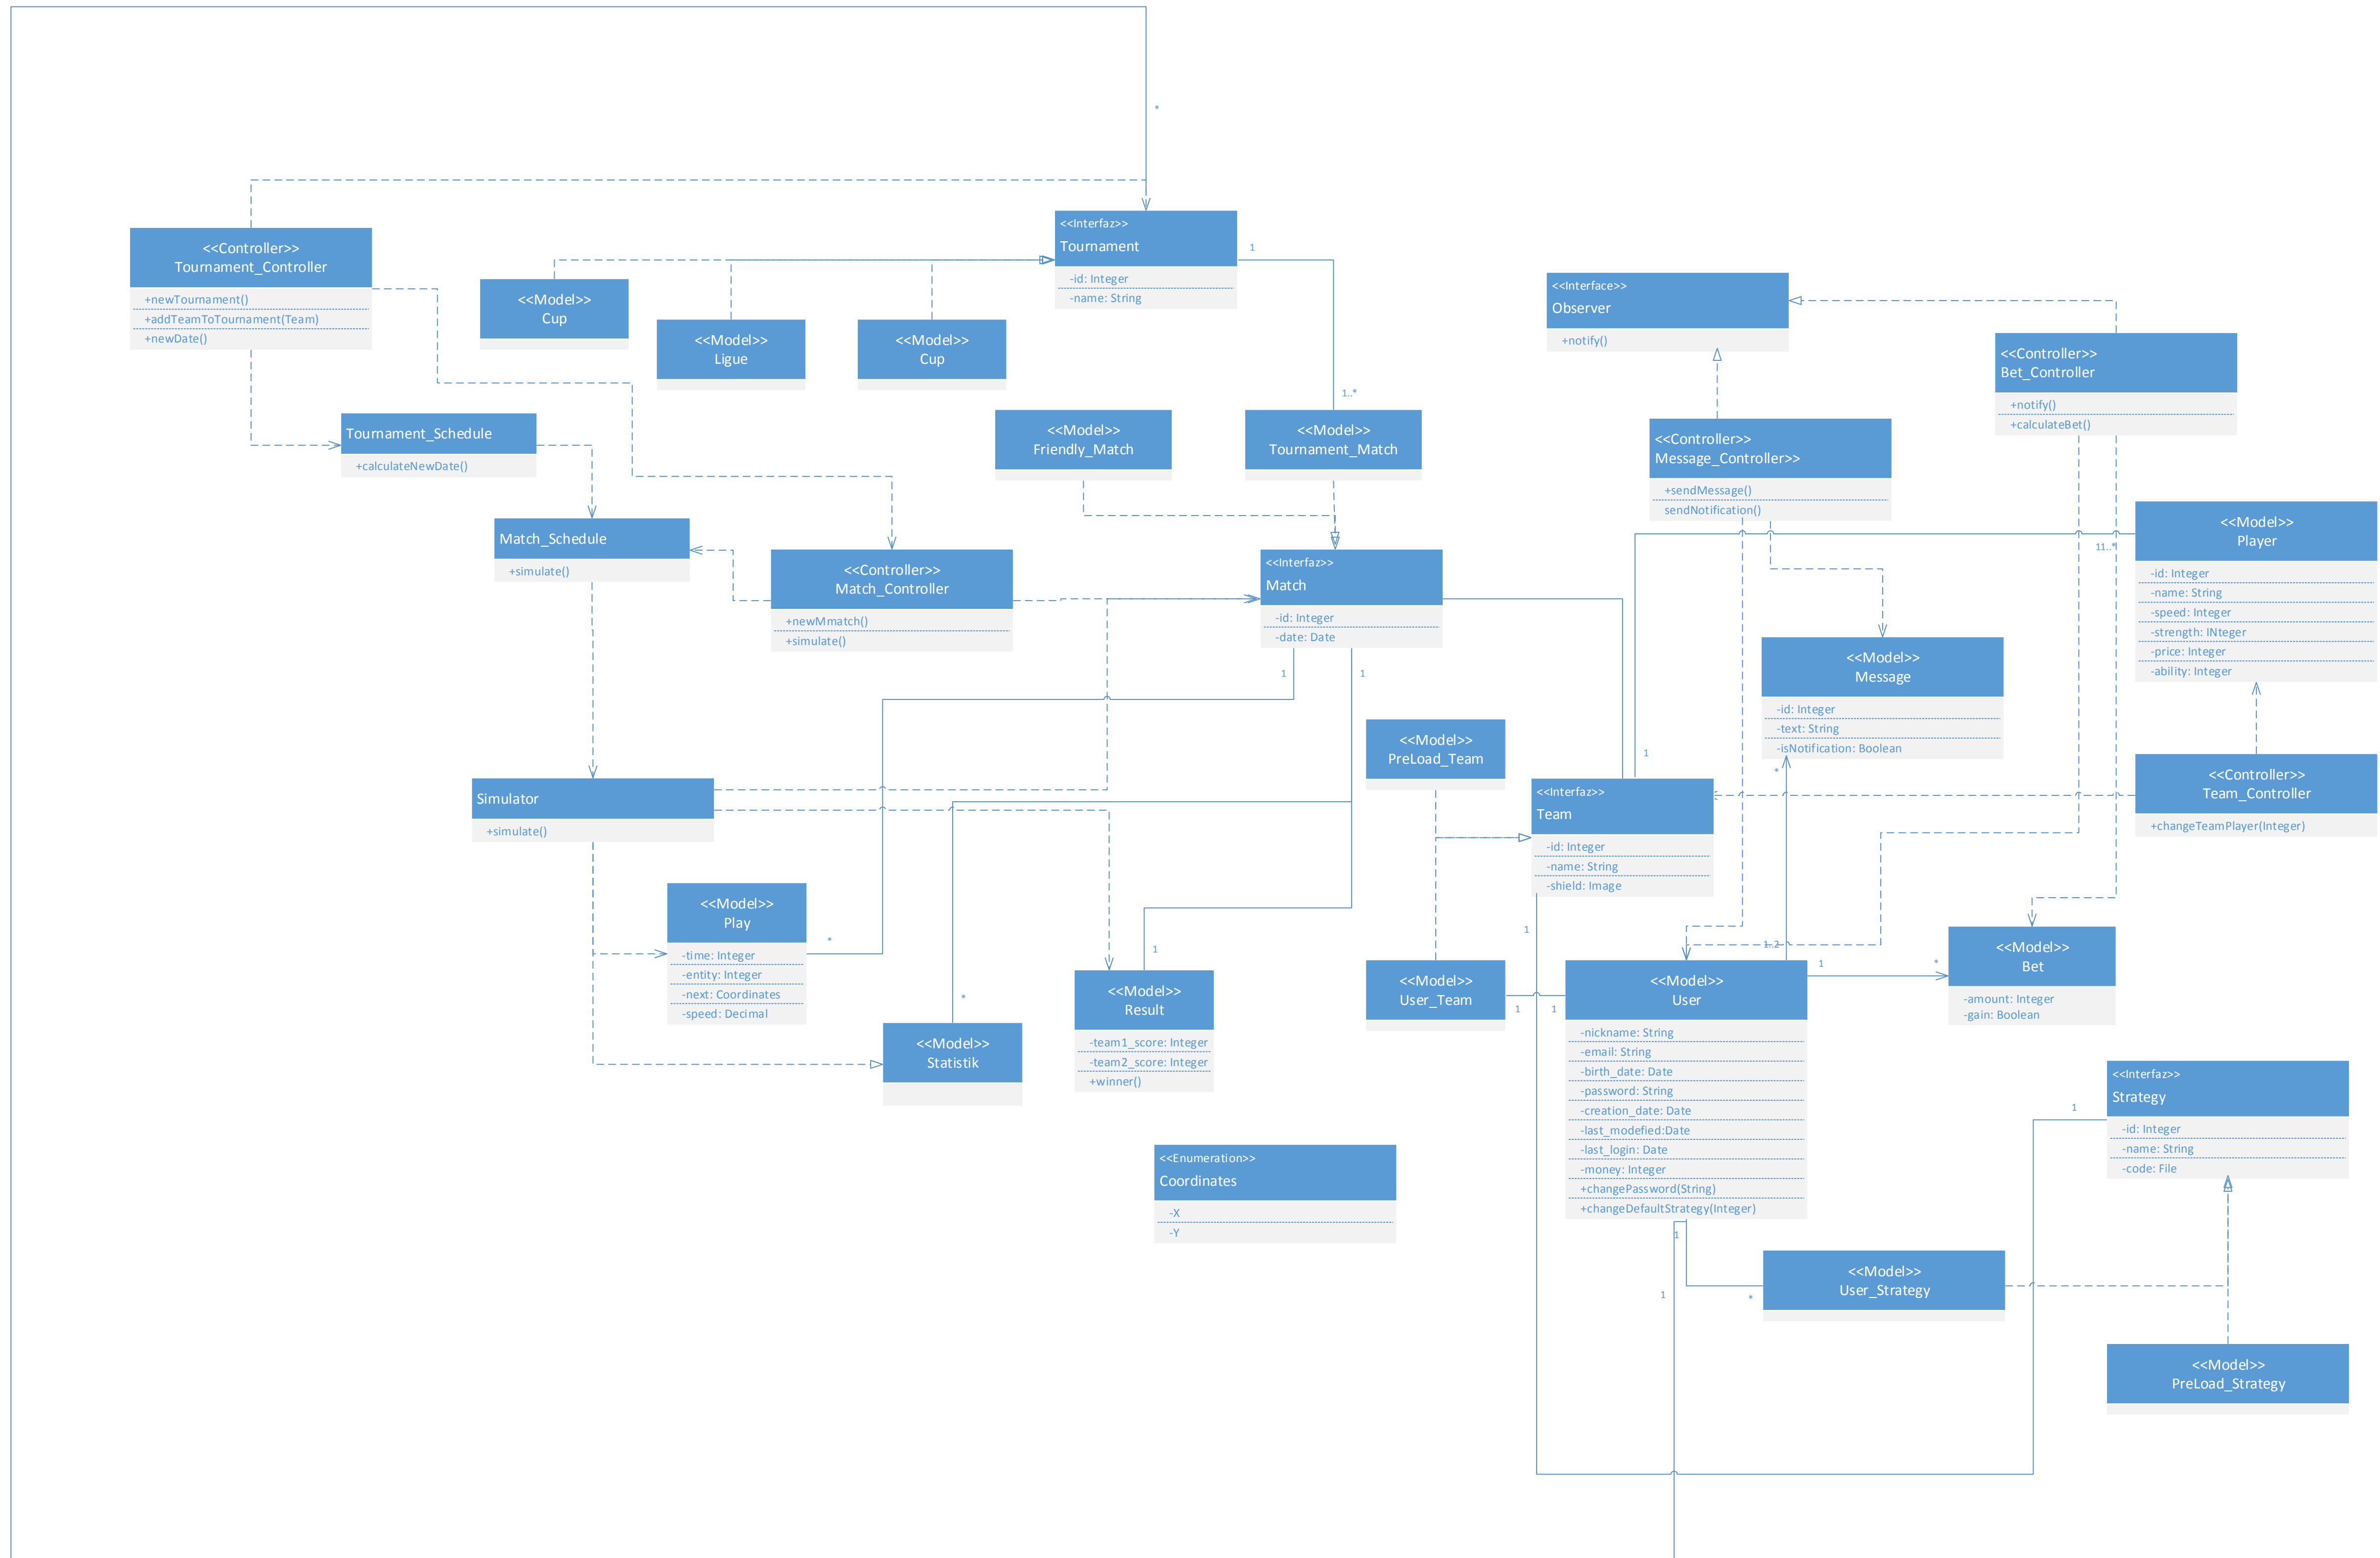 *
<<Controller>>
Tournament_Controller
+newTournament()
+addTeamToTournament(Team)
+newDate()
<<Interfaz>>
Tournament
-id: Integer
-name: String
1
1..*
<<Model>>
Cup
<<Model>>
Ligue
<<Model>>
Cup
<<Interface>>
Observer
+notify()
<<Controller>>
Bet_Controller
+notify()
+calculateBet()
Tournament_Schedule
+calculateNewDate()
<<Model>>
Friendly_Match
<<Model>>
Tournament_Match
<<Controller>>
Message_Controller>>
+sendMessage()
sendNotification()
Match_Schedule
+simulate()
<<Controller>>
Match_Controller
+newMmatch()
+simulate()
<<Interfaz>>
Match
-id: Integer
-date: Date
1
1
11..*
<<Model>>
Player
-id: Integer
-name: String
-speed: Integer
-strength: INteger
-price: Integer
-ability: Integer
<<Model>>
Message
-id: Integer
-text: String
-isNotification: Boolean
*
<<Model>>
PreLoad_Team
1
<<Interfaz>>
Team
-id: Integer
-name: String
-shield: Image
1
<<Controller>>
Team_Controller
+changeTeamPlayer(Integer)
Simulator
+simulate()
<<Model>>
Play
-time: Integer
-entity: Integer
-next: Coordinates
-speed: Decimal
*
*
<<Model>>
Statistik
1
<<Model>>
Result
-team1_score: Integer
-team2_score: Integer
+winner()
<<Model>>
User_Team
1
1
1..2
<<Model>>
User
-nickname: String
-email: String
-birth_date: Date
-password: String
-creation_date: Date
-last_modefied:Date
-last_login: Date
-money: Integer
+changePassword(String)
+changeDefaultStrategy(Integer)
1
*
<<Model>>
Bet
-amount: Integer
-gain: Boolean
<<Enumeration>>
Coordinates
-X
-Y
1
<<Interfaz>>
Strategy
-id: Integer
-name: String
-code: File
1
1
*
<<Model>>
User_Strategy
<<Model>>
PreLoad_Strategy